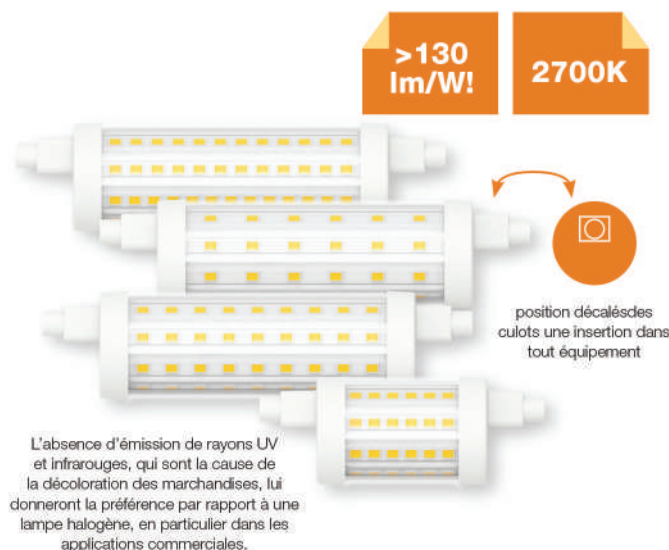 >130
lm/W!
2700K
position décalésdes
culots une insertion dans
tout équipement
L'absence d'émission de rayons UV
et infrarouges, qui sont la cause de
la décoloration des marchandises, lui
donneront la préférence par rapport à une
lampe halogène, en particulier dans les
applications commerciales.